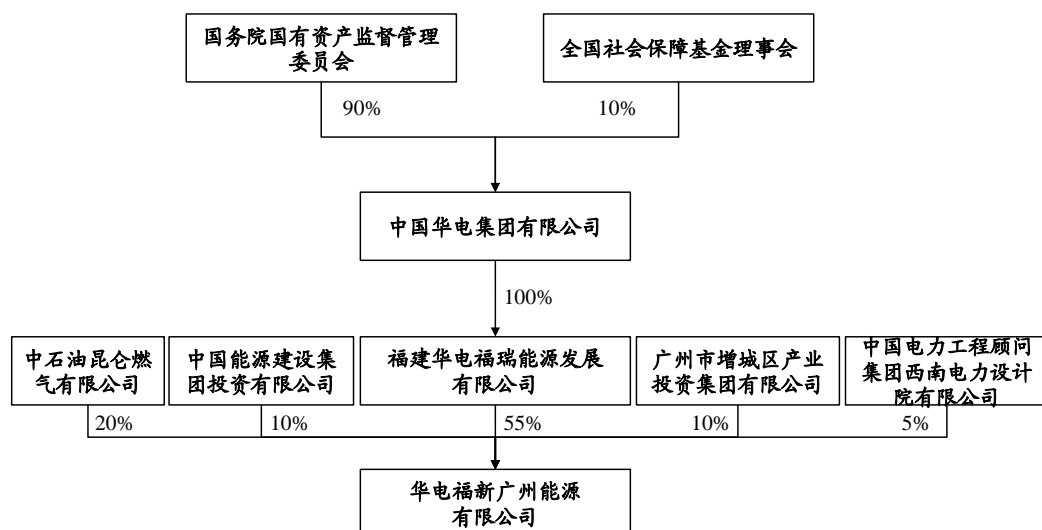 国务院国有资产监督管理
委员会
全国社会保障基金理事会
90%
10%
中国华电集团有限公司
100%
中石油昆仑燃
气有限公司
中国能源建设集
团投资有限公司
福建华电福瑞能源发展
有限公司
广州市增城区产业
投资集团有限公司
中国电力工程顾问
集团西南电力设计
院有限公司
20%
10%
55%
10%
5%
华电福新广州能源
有限公司